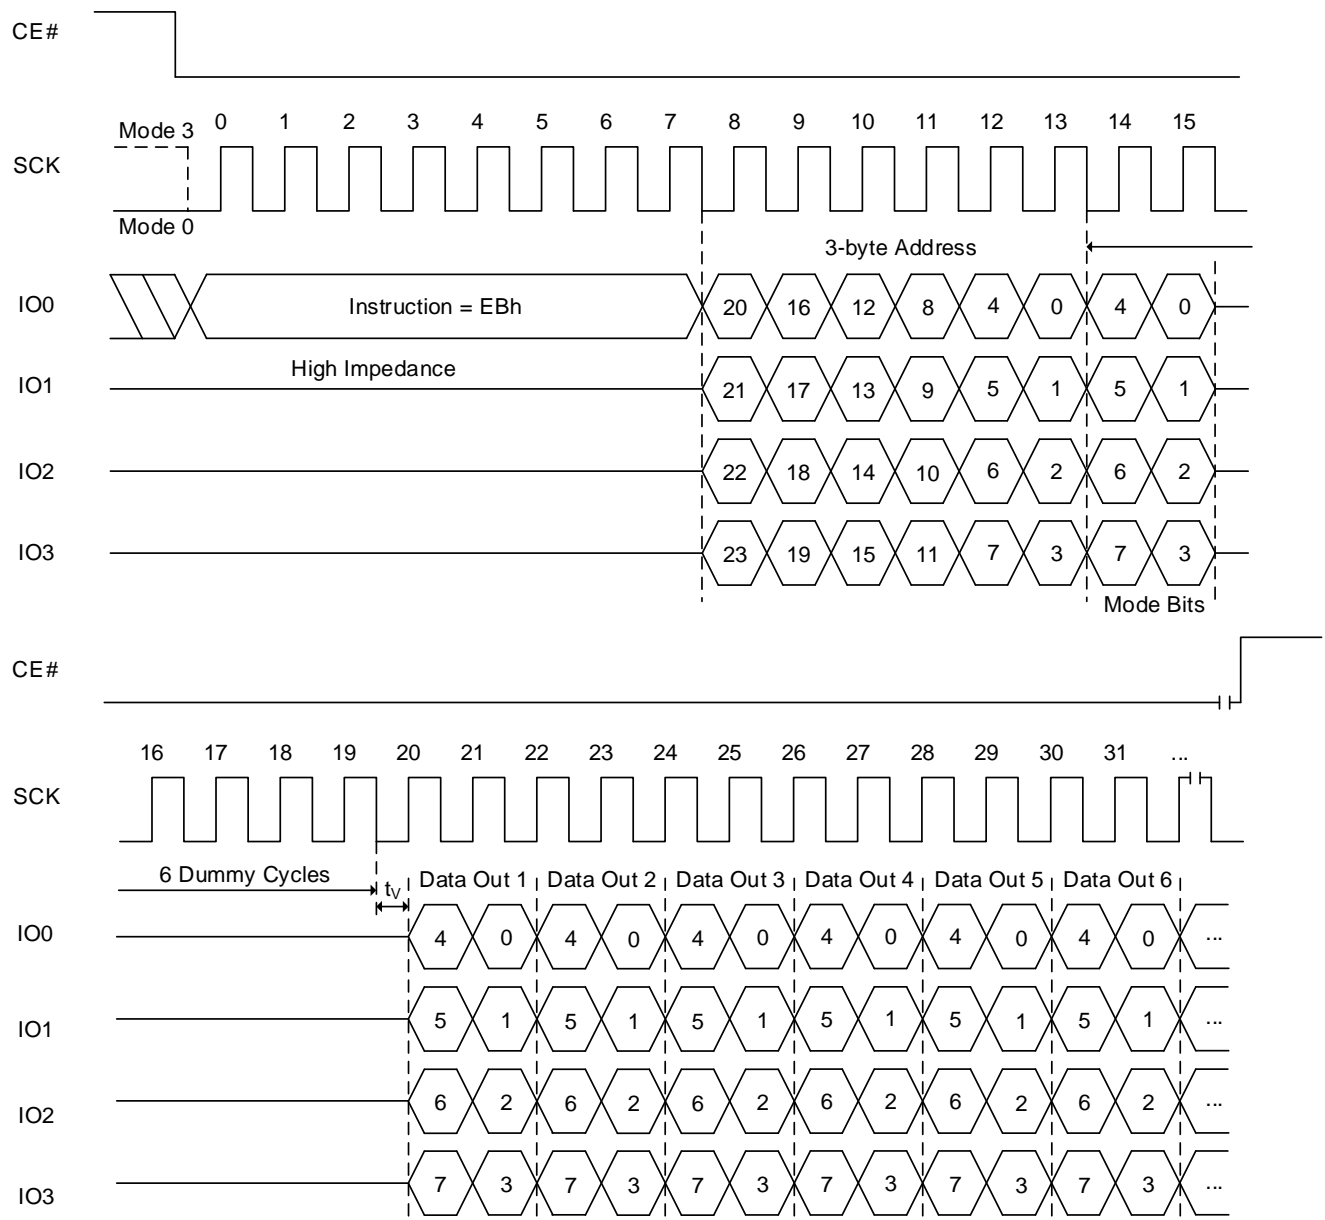 CE#
Mode 3 0 1 2 3 4 5 6 7 8 9 10 11 12 13 14 15
SCK
Mode 0
3-byte Address
IO0 Instruction = EBh 20 16 12 8 4 0 4 0
High Impedance
IO1 21 17 13 9 5 1 5 1
IO2 22 18 14 10 6 2 6 2
IO3 23 19 15 11 7 3 7 3
Mode Bits
CE#
16 17 18 19 20 21 22 23 24 25 26 27 28 29 30 31 ...
SCK
6 Dummy Cycles tV Data Out 1 Data Out 2 Data Out 3 Data Out 4 Data Out 5 Data Out 6
IO0 4 0 4 0 4 0 4 0 4 0 4 0 ...
IO1 5 1 5 1 5 1 5 1 5 1 5 1 ...
IO2 6 2 6 2 6 2 6 2 6 2 6 2 ...
IO3 7 3 7 3 7 3 7 3 7 3 7 3 ...